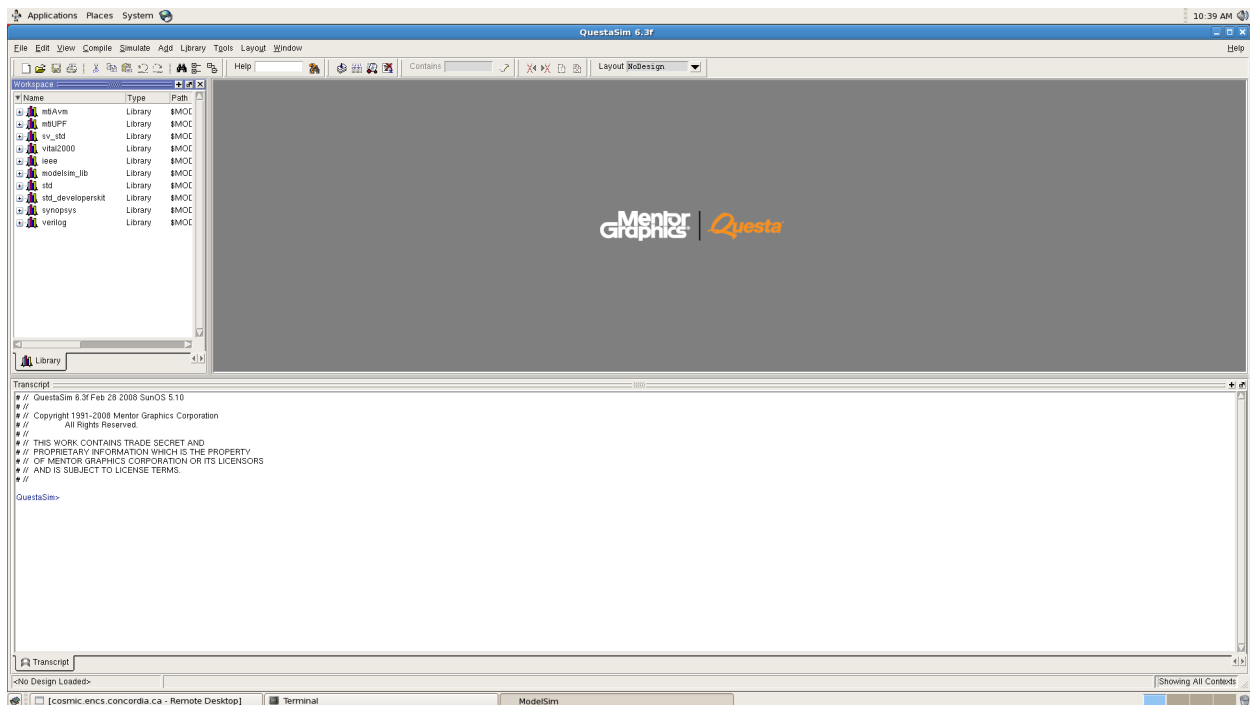 Applications Places System
10:39 AM
QuestaSim 6.3f
File Edit View Compile Simulate Add Library Tools Layout Window
Help
Help
Contains
Layout NoDesign
Workspace
Name Type Path
mtiAvm Library $MOD
mtiUPF Library $MOD
sv_std Library $MOD
vital2000 Library $MOD
ieee Library $MOD
modelsim_lib Library $MOD
std Library $MOD
std_developerskit Library $MOD
synopsys Library $MOD
verilog Library $MOD
Library
Mentor Graphics® Questa
Transcript
# // QuestaSim 6.3f Feb 28 2008 SunOS 5.10
# //
# // Copyright 1991-2008 Mentor Graphics Corporation
# // All Rights Reserved.
# //
# // THIS WORK CONTAINS TRADE SECRET AND
# // PROPRIETARY INFORMATION WHICH IS THE PROPERTY
# // OF MENTOR GRAPHICS CORPORATION OR ITS LICENSORS
# // AND IS SUBJECT TO LICENSE TERMS.
# //
QuestaSim>
Transcript
<No Design Loaded>
Showing All Contexts
[cosmic.encs.concordia.ca - Remote Desktop] Terminal ModelSim